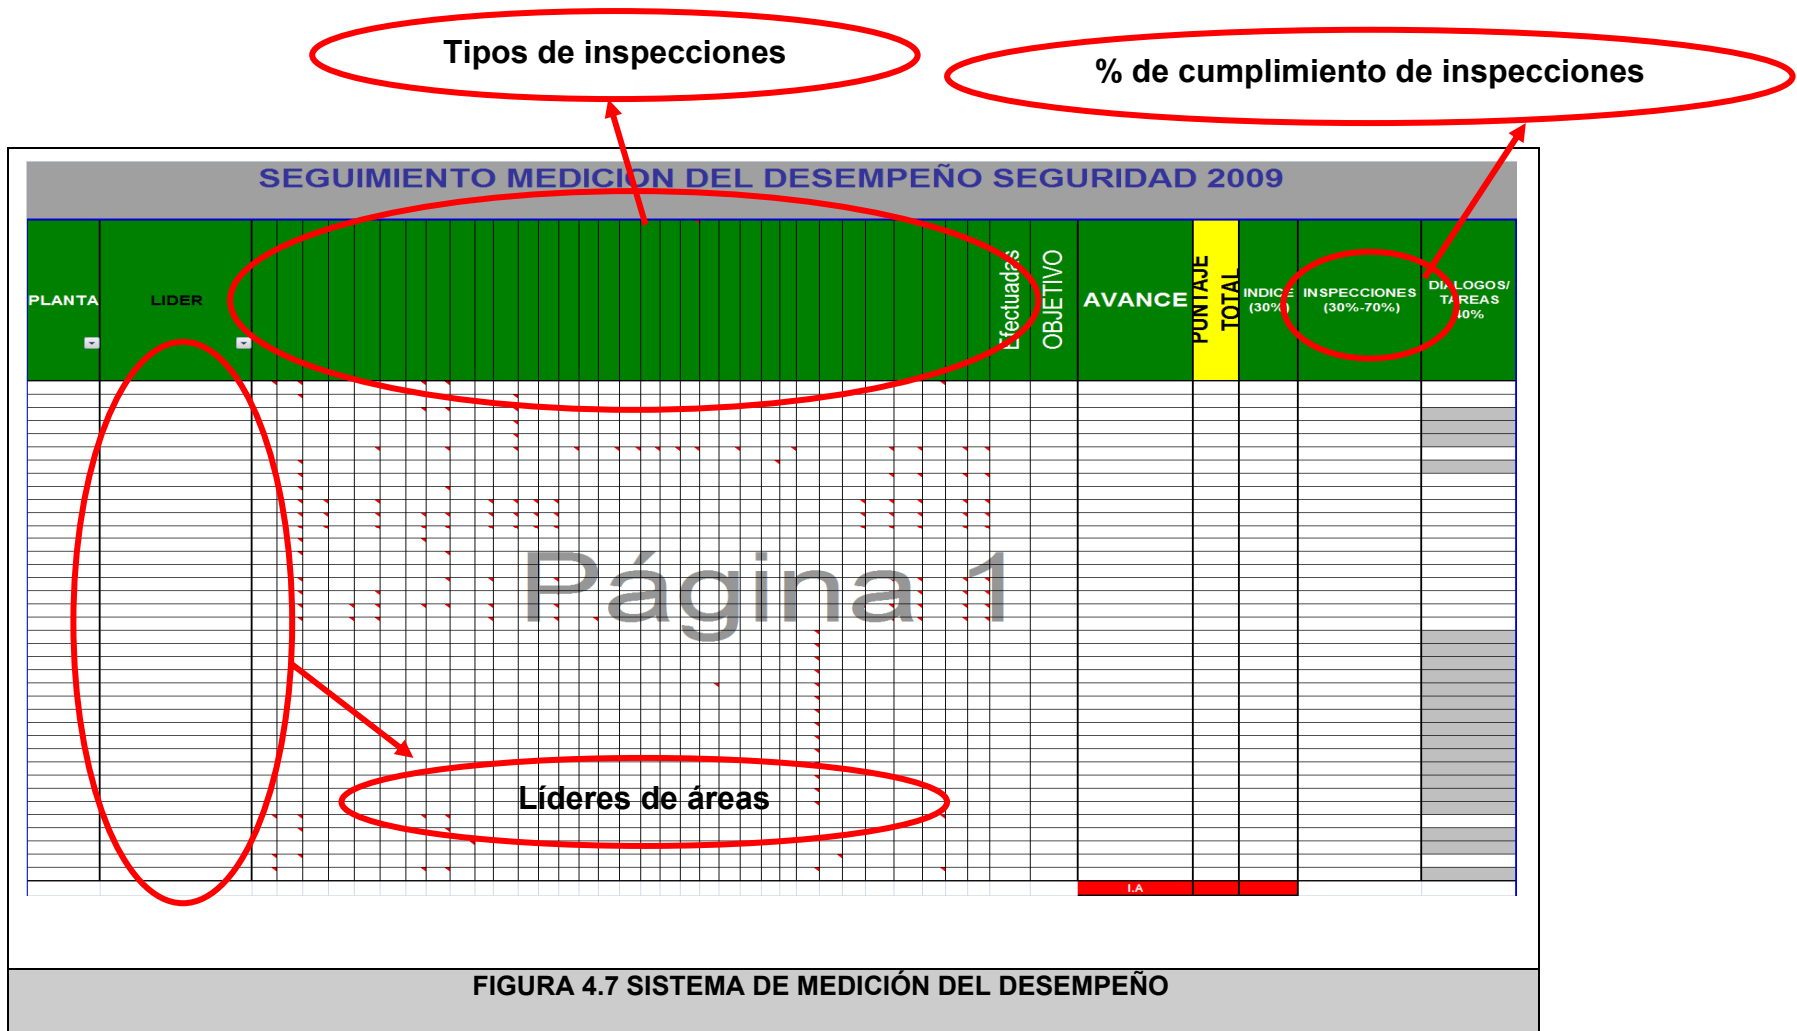 Tipos de inspecciones
% de cumplimiento de inspecciones
SEGUIMIENTO MEDICION DEL DESEMPEÑO SEGURIDAD 2009
PLANTA
LIDER
Efectuadas
OBJETIVO
AVANCE
PUNTAJE
TOTAL
INDICE
(30%)
INSPECCIONES
(30%-70%)
DIALOGOS/
TAREAS
40%
Página 1
Líderes de áreas
I.A
FIGURA 4.7 SISTEMA DE MEDICIÓN DEL DESEMPEÑO